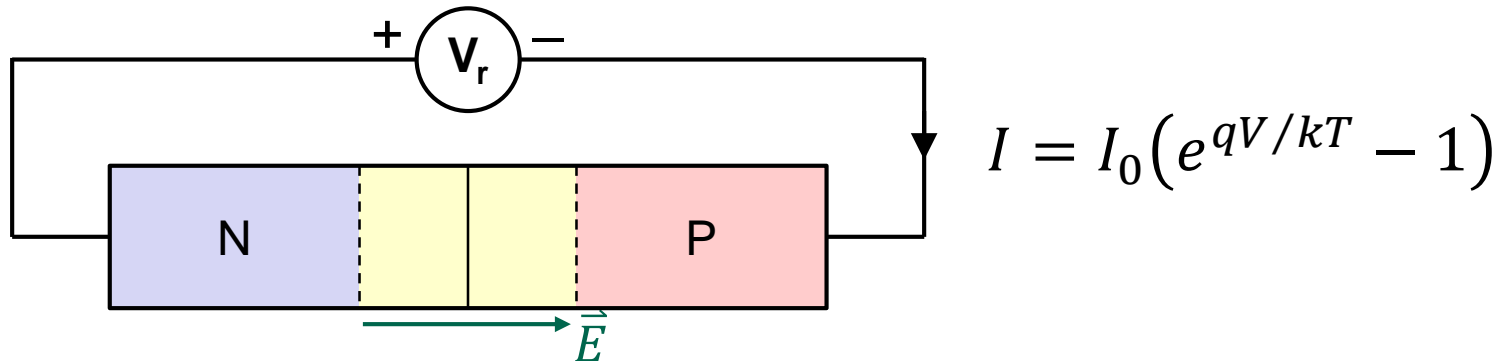 + Vᵣ −
I = I₀(e^{qV/kT} − 1)
N P
E⃗